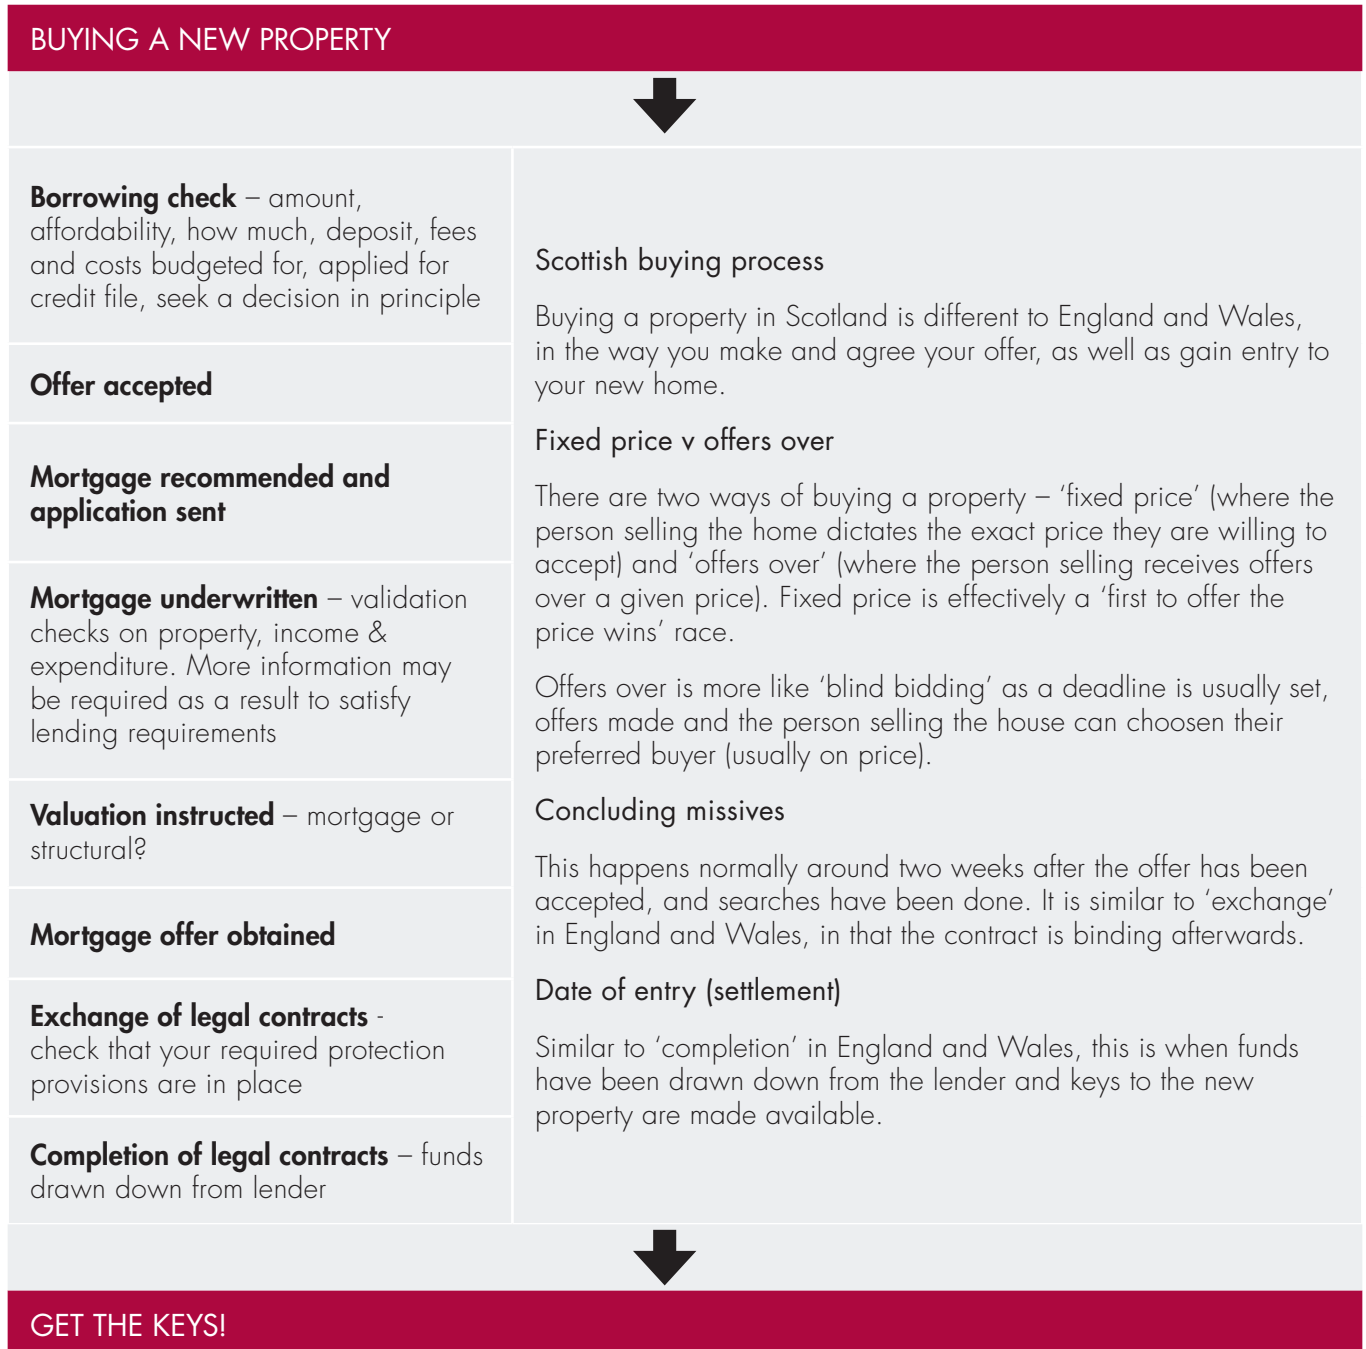 BUYING A NEW PROPERTY
Borrowing check – amount,
affordability, how much, deposit, fees
and costs budgeted for, applied for
credit file, seek a decision in principle
Offer accepted
Mortgage recommended and
application sent
Mortgage underwritten – validation
checks on property, income &
expenditure. More information may
be required as a result to satisfy
lending requirements
Valuation instructed – mortgage or
structural?
Mortgage offer obtained
Exchange of legal contracts -
check that your required protection
provisions are in place
Completion of legal contracts – funds
drawn down from lender
Scottish buying process
Buying a property in Scotland is different to England and Wales,
in the way you make and agree your offer, as well as gain entry to
your new home.
Fixed price v offers over
There are two ways of buying a property – ‘fixed price’ (where the
person selling the home dictates the exact price they are willing to
accept) and ‘offers over’ (where the person selling receives offers
over a given price). Fixed price is effectively a ‘first to offer the
price wins’ race.
Offers over is more like ‘blind bidding’ as a deadline is usually set,
offers made and the person selling the house can choosen their
preferred buyer (usually on price).
Concluding missives
This happens normally around two weeks after the offer has been
accepted, and searches have been done. It is similar to ‘exchange’
in England and Wales, in that the contract is binding afterwards.
Date of entry (settlement)
Similar to ‘completion’ in England and Wales, this is when funds
have been drawn down from the lender and keys to the new
property are made available.
GET THE KEYS!